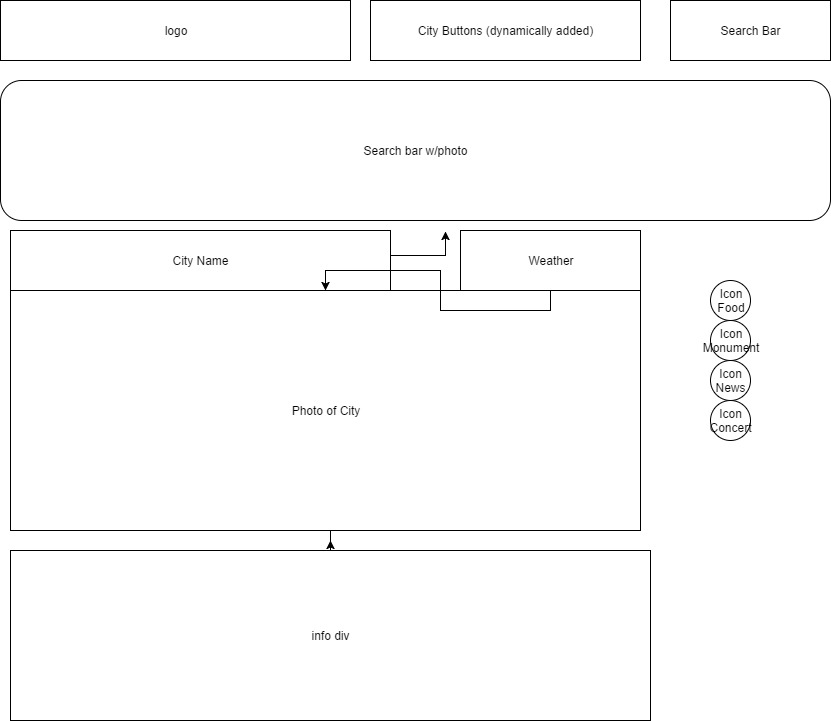 logo
City Buttons (dynamically added)
Search Bar
Search bar w/photo
City Name
Weather
Icon
Food
Icon
Monument
Icon
News
Icon
Concert
Photo of City
info div